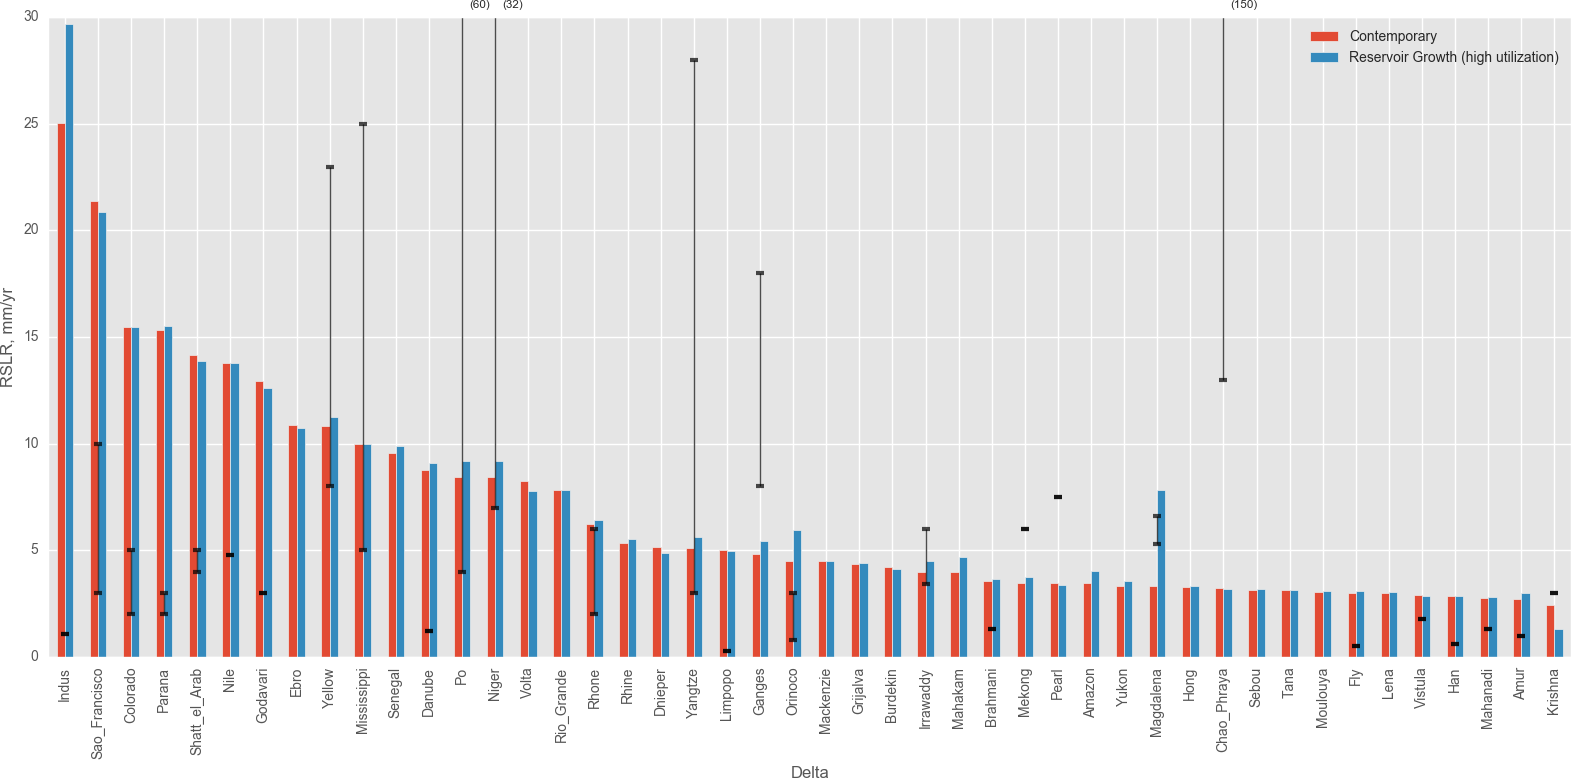 (60) (32) (150)
30
25
20
15
10
5
0
RSLR, mm/yr
Contemporary
Reservoir Growth (high utilization)
Indus
Sao_Francisco
Colorado
Parana
Shatt_el_Arab
Nile
Godavari
Ebro
Yellow
Mississippi
Senegal
Danube
Po
Niger
Volta
Rio_Grande
Rhone
Rhine
Dnieper
Yangtze
Limpopo
Ganges
Orinoco
Mackenzie
Grijalva
Burdekin
Irrawaddy
Mahakam
Brahmani
Mekong
Pearl
Amazon
Yukon
Magdalena
Hong
Chao_Phraya
Sebou
Tana
Moulouya
Fly
Lena
Vistula
Han
Mahanadi
Amur
Krishna
Delta